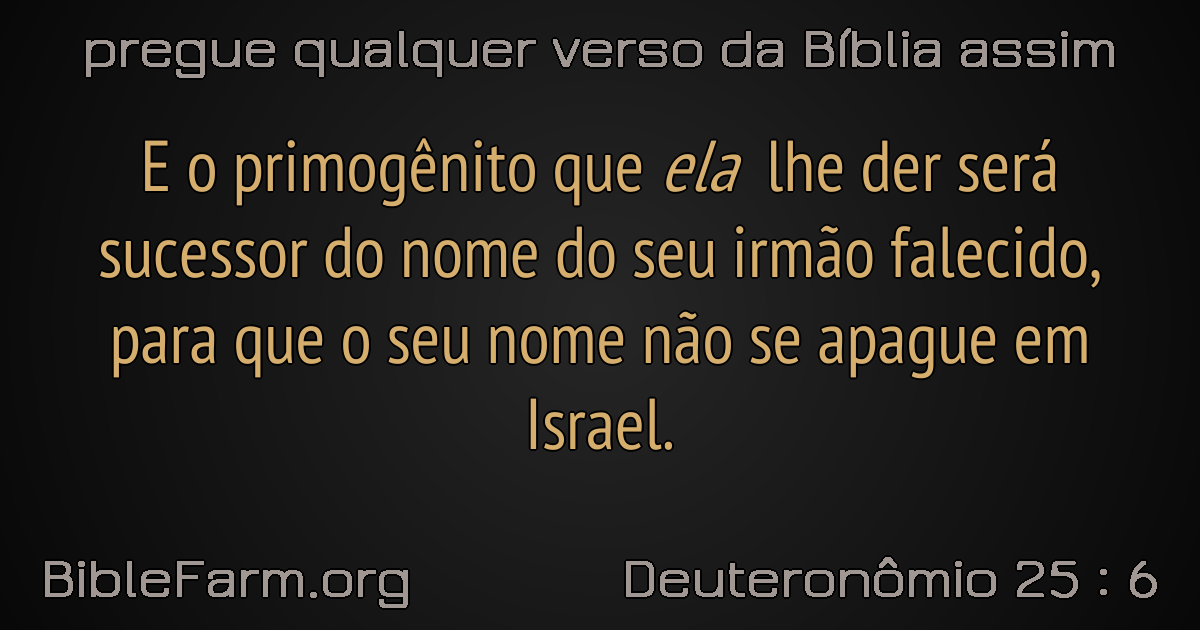 pregue qualquer verso da Bíblia assim
E o primogênito que ela lhe der será
sucessor do nome do seu irmão falecido,
para que o seu nome não se apague em
Israel.
BibleFarm.org
Deuteronômio 25 : 6